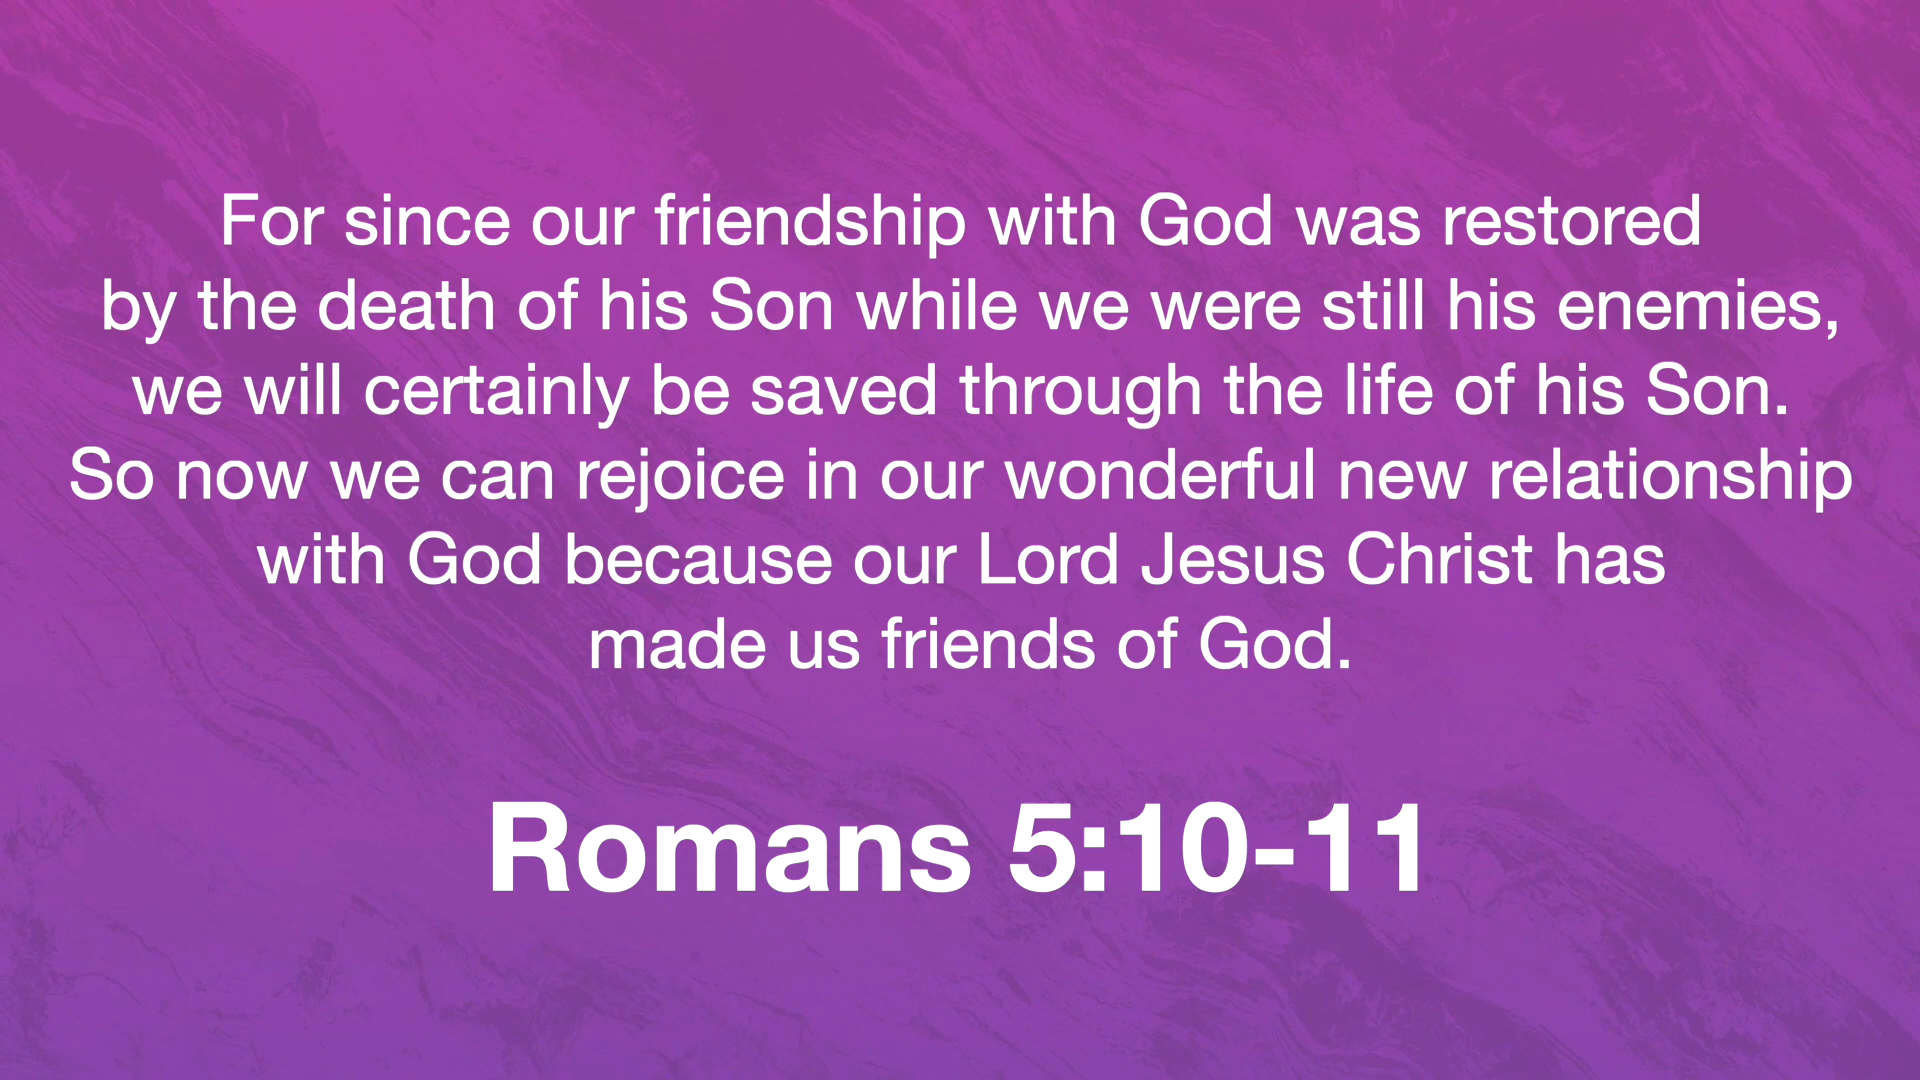 For since our friendship with God was restored
by the death of his Son while we were still his enemies,
we will certainly be saved through the life of his Son.
So now we can rejoice in our wonderful new relationship
with God because our Lord Jesus Christ has
made us friends of God.
Romans 5:10-11